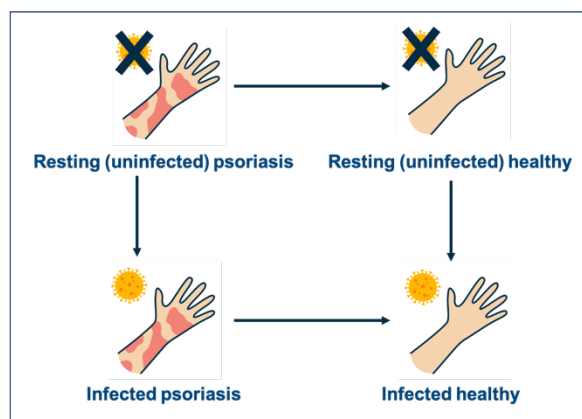 Resting (uninfected) psoriasis
Resting (uninfected) healthy
Infected psoriasis
Infected healthy